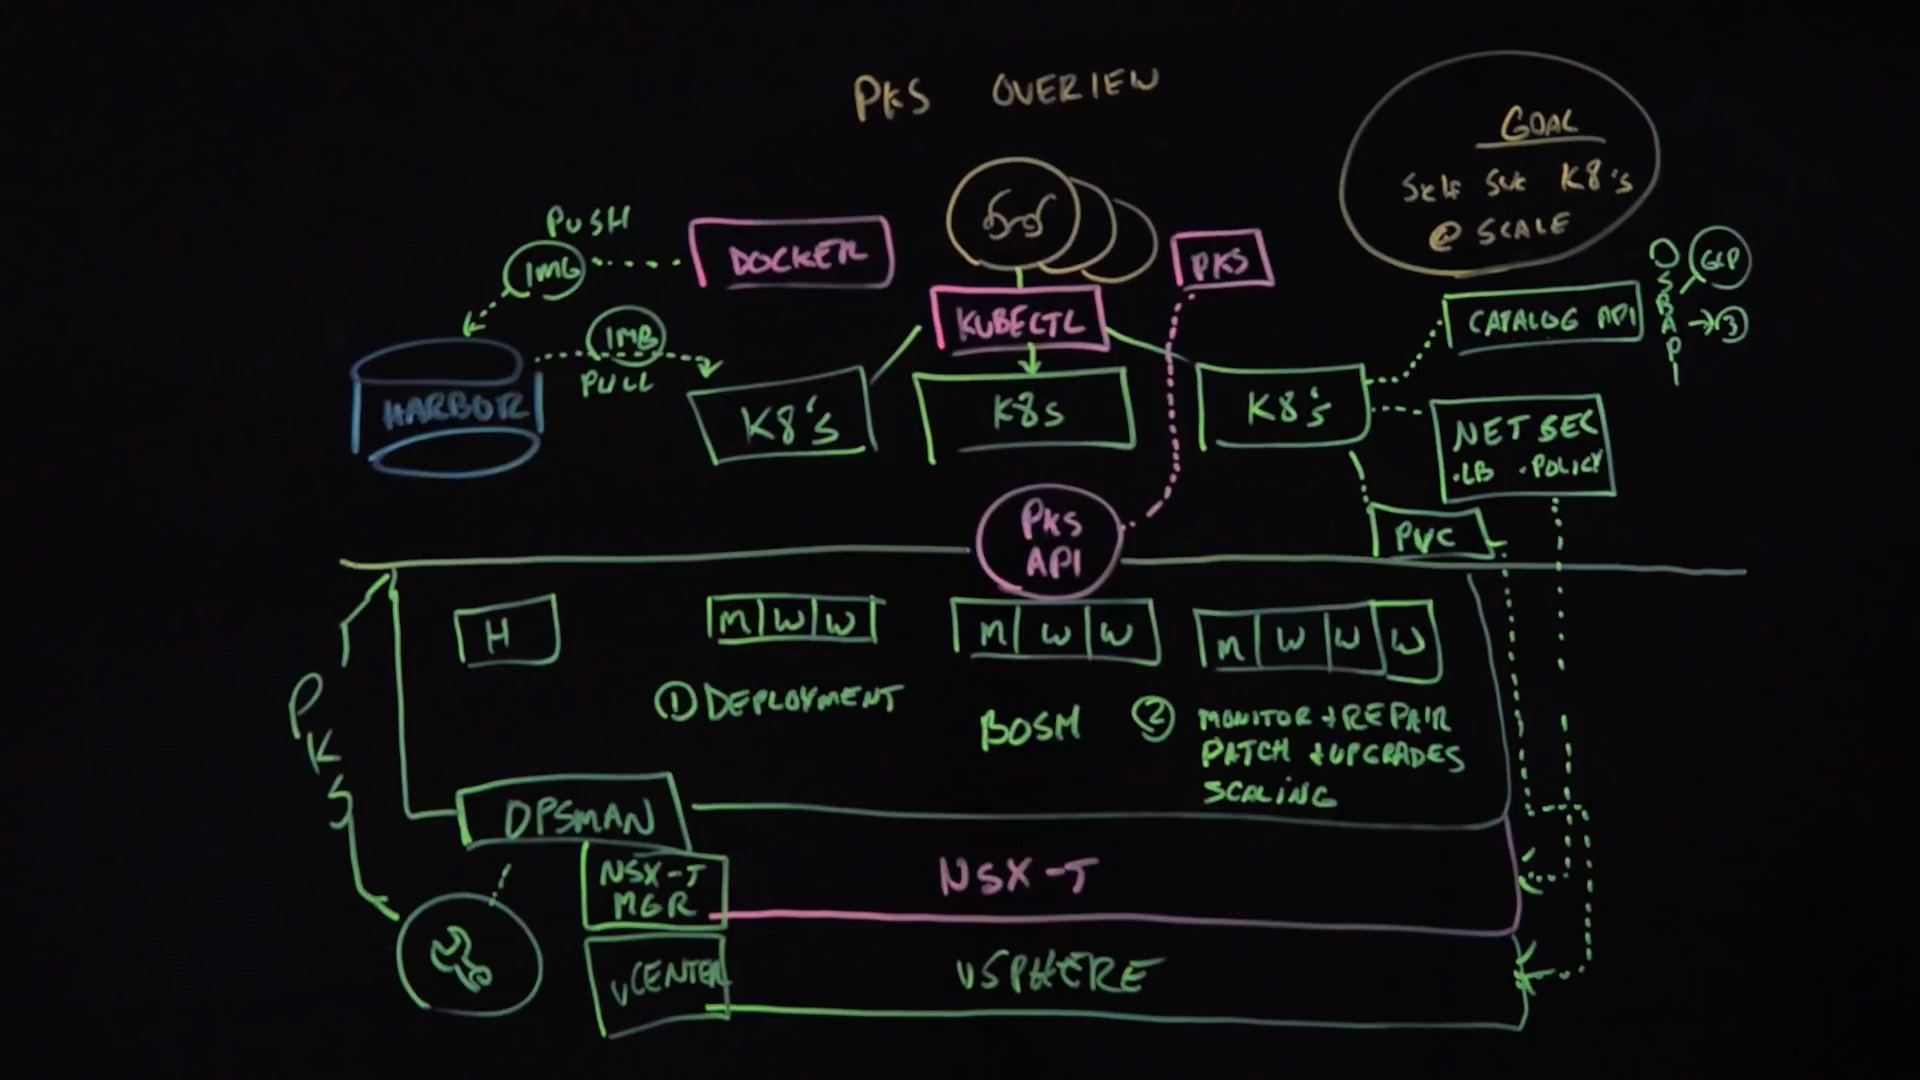 PKS OVERIEW
GOAL
SELF SVC K8's
@ SCALE
PUSH
IMG
DOCKER
PKS
GCP
OSBAPI
3
CATALOG API
KUBECTL
IMG
PULL
HARBOR
K8's
K8s
K8's
NET SEC
.LB .POLICY
PVC
PKS
API
H
M W W
M W W
M W W W
1 DEPLOYMENT
BOSH
2 MONITOR + REPAIR
PATCH + UPGRADES
SCALING
PKS
OPSMAN
NSX-T
MGR
NSX-T
VCENTER
VSPHERE